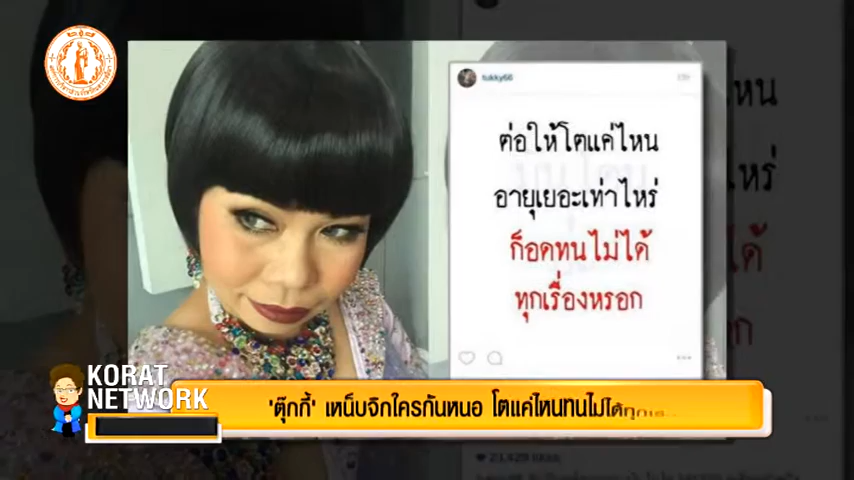 tukky66
ต่อให้โตแค่ไหน
อายุเยอะเท่าไหร่
ก็อดทนไม่ได้
ทุกเรื่องหรอก
KORAT
NETWORK
'ตุ๊กกี้' เหน็บจิกใครกันหนอ โตแค่ไหนทนไม่ได้ทุกเร...